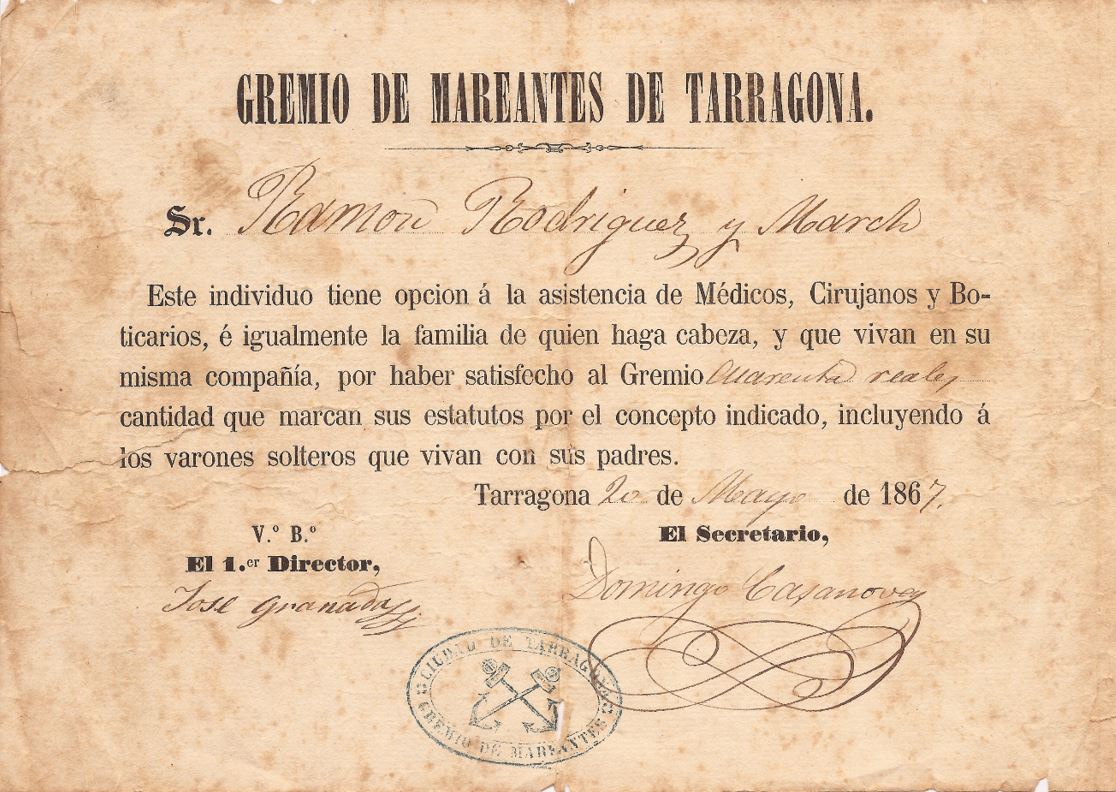 GREMIO DE MAREANTES DE TARRAGONA.
Sr. Ramon Rodriguez y March
Este individuo tiene opcion á la asistencia de Médicos, Cirujanos y Bo-
ticarios, é igualmente la familia de quien haga cabeza, y que vivan en su
misma compañía, por haber satisfecho al Gremio Cuarenta reales
cantidad que marcan sus estatutos por el concepto indicado, incluyendo á
los varones solteros que vivan con sus padres.
Tarragona 20 de Mayo de 1867.
V.º B.º
El 1.er Director,
Jose Granada
El Secretario,
Domingo Casanovas
CIUDAD DE TARRAGONA
GREMIO DE MAREANTES